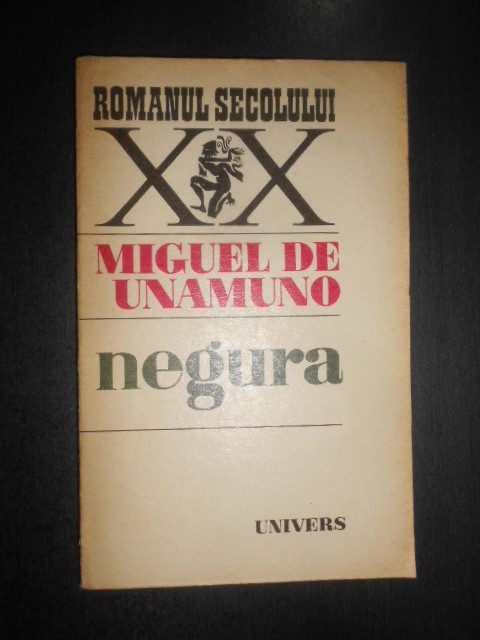 ROMANUL SECOLULUI
XX
MIGUEL DE
UNAMUNO
negura
UNIVERS